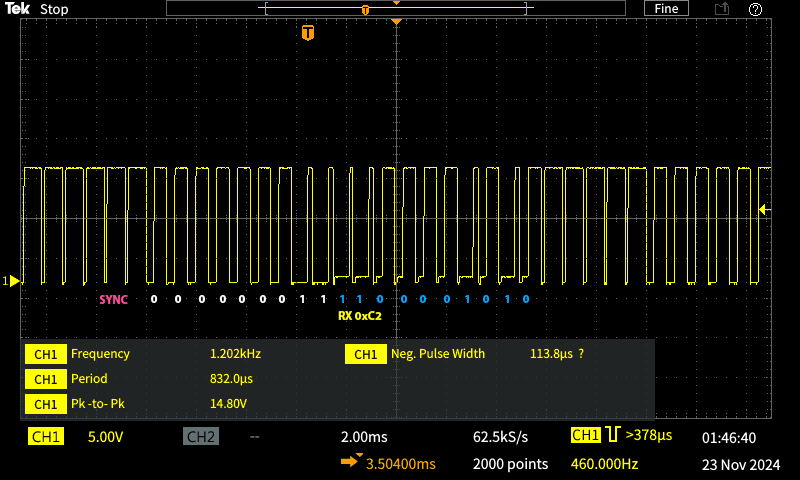 Tek Stop Fine
T
T
SYNC 0 0 0 0 0 0 0 1 1 1 1 0 0 0 0 1 0 1 0
RX 0xC2
1
CH1 Frequency 1.202kHz CH1 Neg. Pulse Width 113.8µs ?
CH1 Period 832.0µs
CH1 Pk -to- Pk 14.80V
CH1 5.00V CH2 -- 2.00ms 62.5kS/s CH1 >378µs 01:46:40
3.50400ms 2000 points 460.000Hz 23 Nov 2024